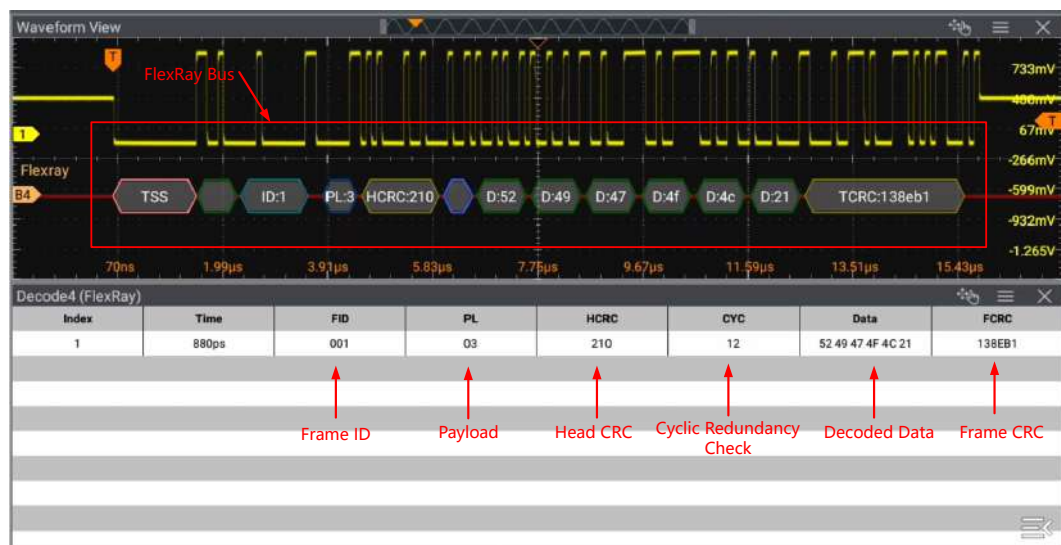 Waveform View
T
FlexRay Bus
733mV
400mV
T
1
67mV
-266mV
Flexray
B4
TSS
ID:1
PL:3
HCRC:210
D:52
D:49
D:47
D:4f
D:4c
D:21
TCRC:138eb1
-599mV
-932mV
-1.265V
70ns
1.99µs
3.91µs
5.83µs
7.75µs
9.67µs
11.59µs
13.51µs
15.43µs
Decode4 (FlexRay)
Index Time FID PL HCRC CYC Data FCRC
1 880ps 001 03 210 12 52 49 47 4F 4C 21 138EB1
Frame ID
Payload
Head CRC
Cyclic Redundancy
Check
Decoded Data
Frame CRC